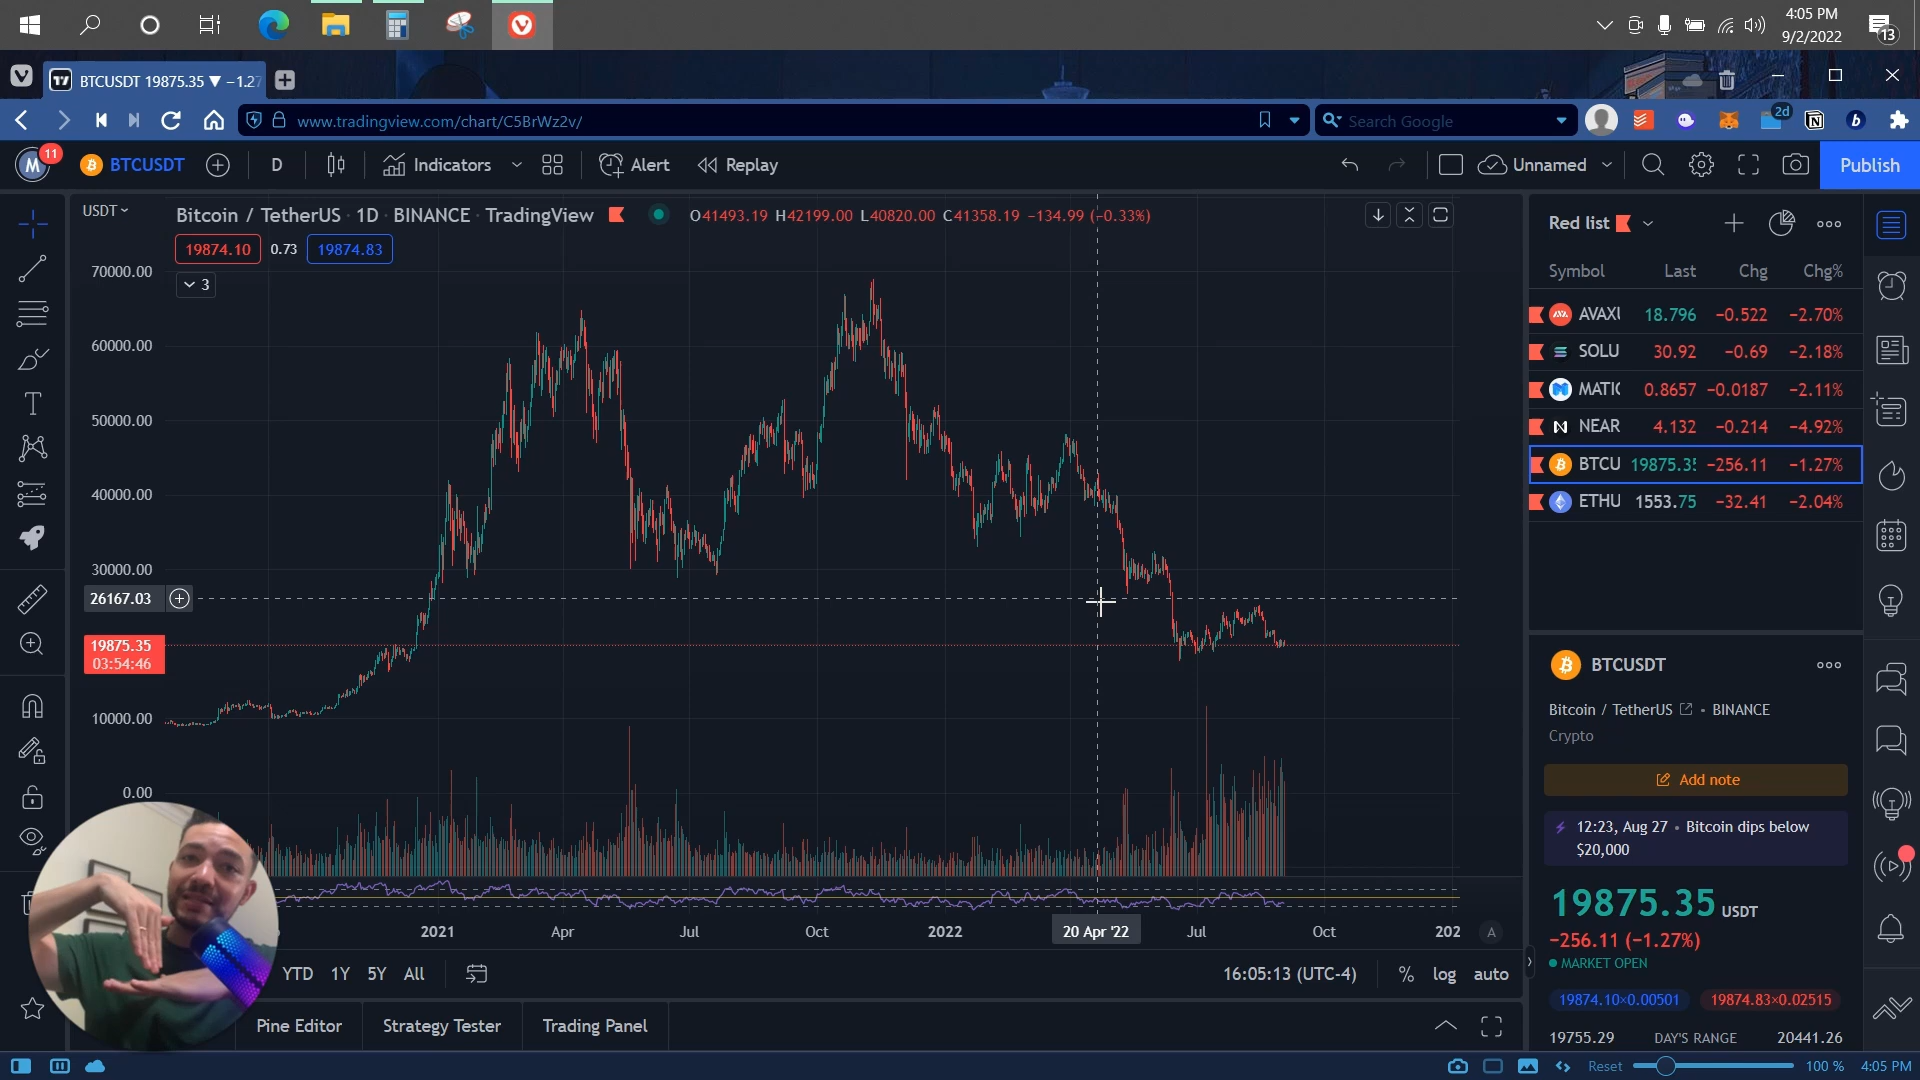 4:05 PM
9/2/2022
13
BTCUSDT 19875.35 ▼ −1.27
www.tradingview.com/chart/C5BrWz2v/
Search Google
2d
M
11
BTCUSDT
D
Indicators
Alert
Replay
Unnamed
Publish
USDT
Bitcoin / TetherUS · 1D · BINANCE · TradingView
O41493.19 H42199.00 L40820.00 C41358.19 −134.99 (−0.33%)
19874.10
0.73
19874.83
3
70000.00
60000.00
50000.00
40000.00
30000.00
26167.03
19875.35
03:54:46
10000.00
0.00
2021
Apr
Jul
Oct
2022
20 Apr '22
Jul
Oct
202
A
YTD 1Y 5Y All
16:05:13 (UTC-4)
% log auto
Pine Editor
Strategy Tester
Trading Panel
Red list
Symbol Last Chg Chg%
AVAXU 18.796 −0.522 −2.70%
SOLU 30.92 −0.69 −2.18%
MATIC 0.8657 −0.0187 −2.11%
NEAR 4.132 −0.214 −4.92%
BTCU 19875.35 −256.11 −1.27%
ETHU 1553.75 −32.41 −2.04%
BTCUSDT
Bitcoin / TetherUS • BINANCE
Crypto
Add note
12:23, Aug 27 • Bitcoin dips below
$20,000
19875.35 USDT
−256.11 (−1.27%)
MARKET OPEN
19874.10×0.00501
19874.83×0.02515
19755.29 DAY'S RANGE 20441.26
Reset
100 %
4:05 PM